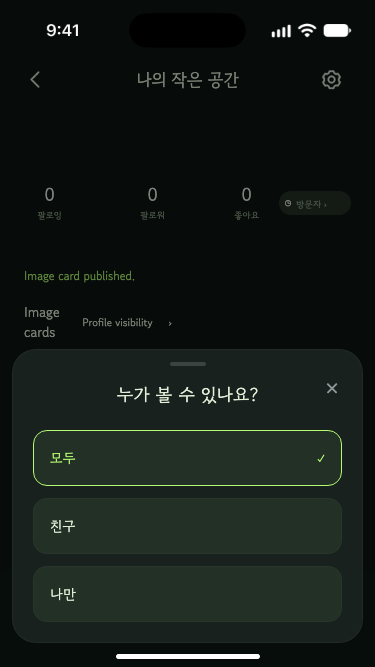 9:41
나의 작은 공간
0
0
0
팔로잉
팔로워
좋아요
방문자 ›
Image card published.
Image cards
Profile visibility ›
누가 볼 수 있나요?
모두
친구
나만